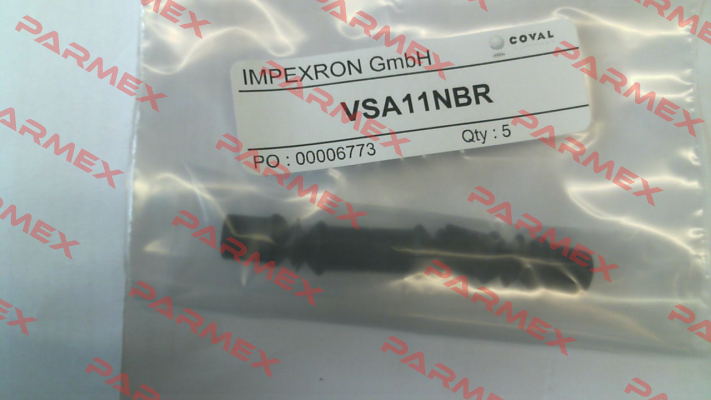 IMPEXRON GmbH
COVAL
VSA11NBR
PO : 00006773
Qty : 5
PARMEX